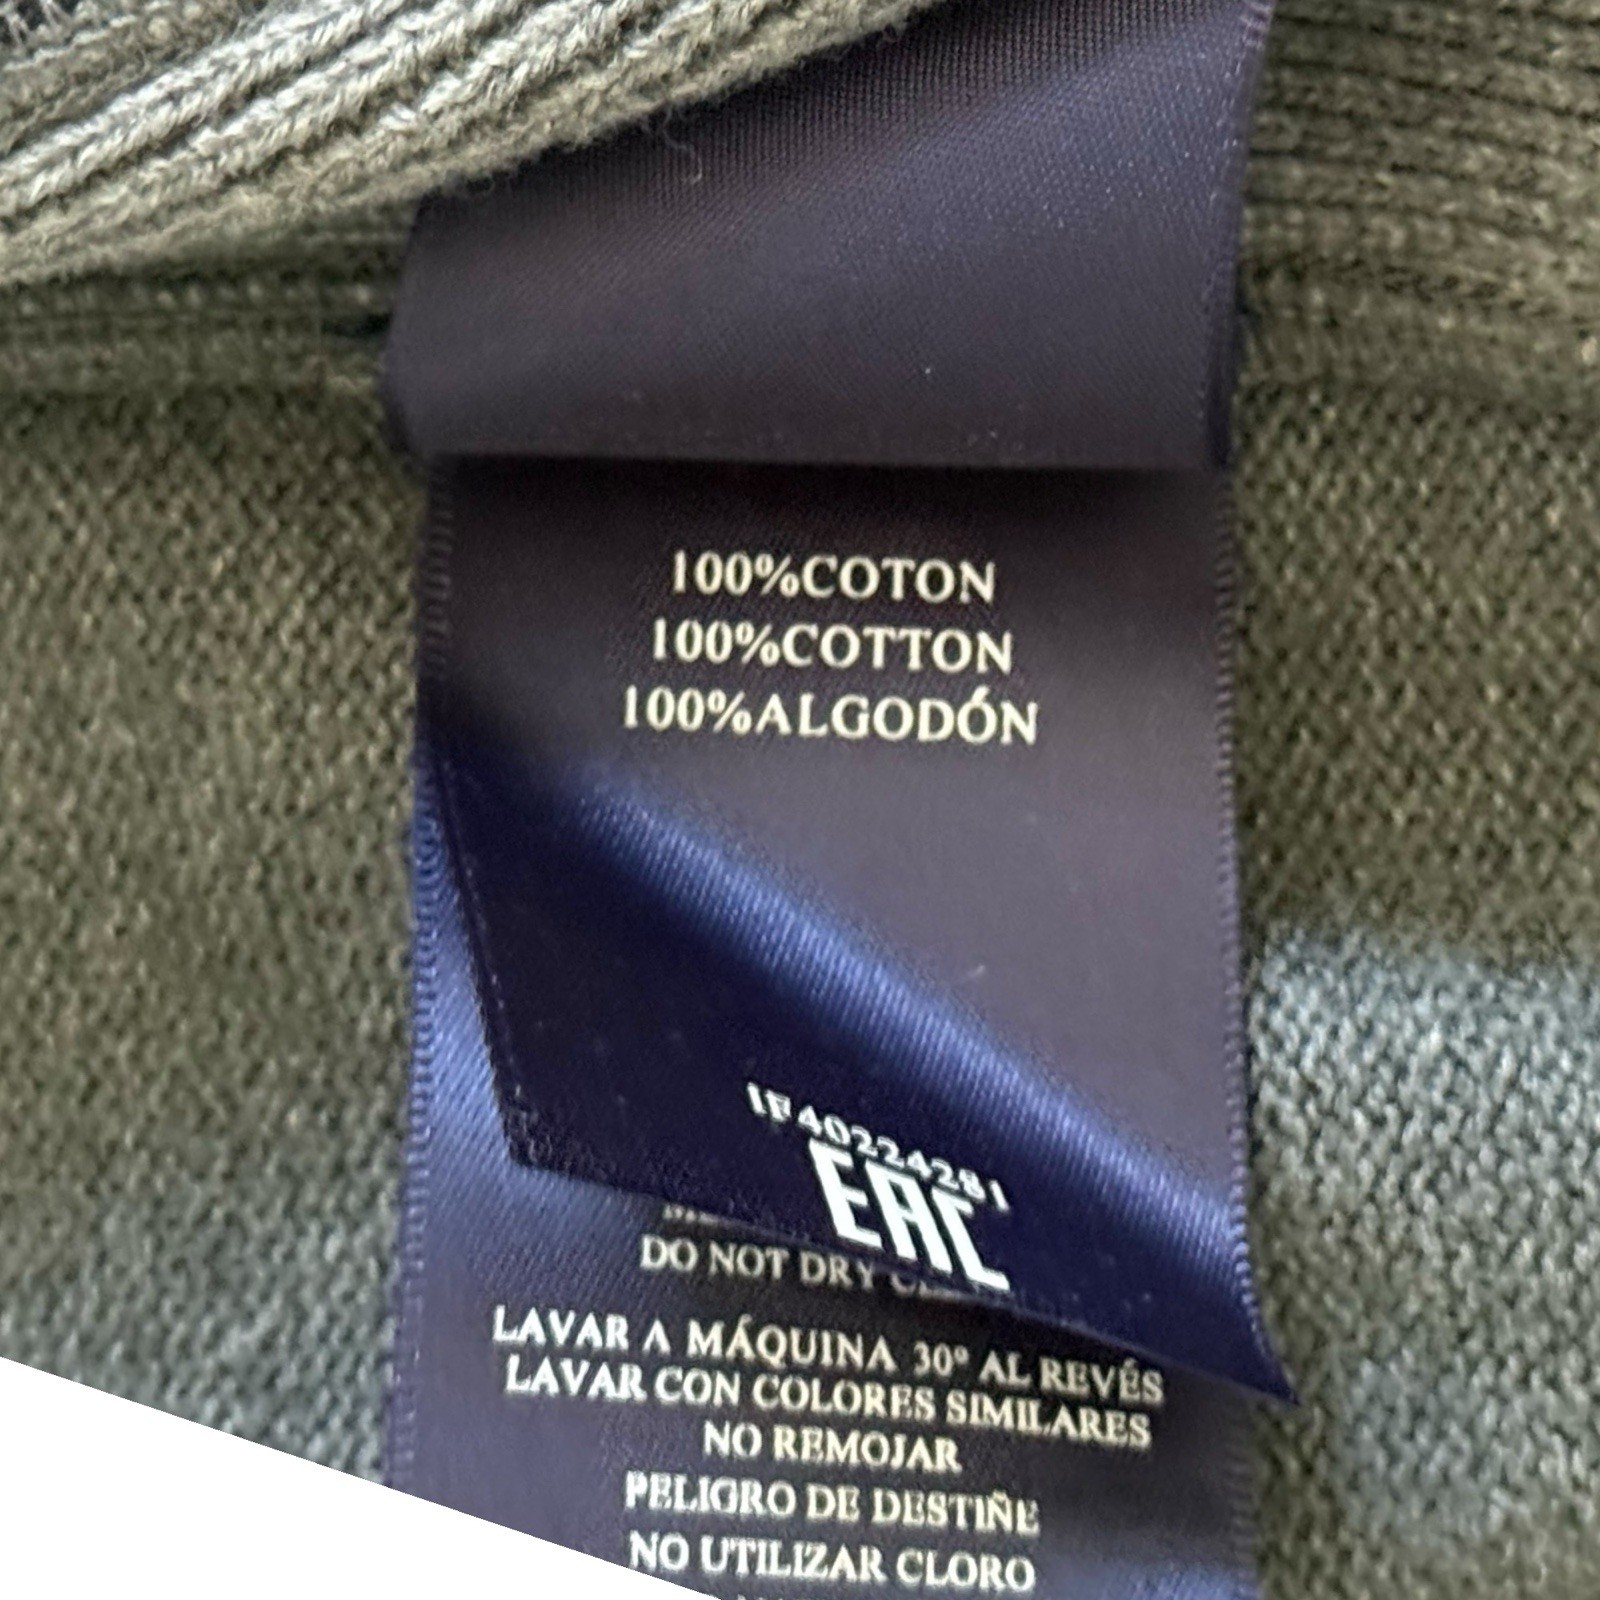 100%COTON
100%COTTON
100%ALGODÓN
IF40224281
EAC
DO NOT DRY
LAVAR A MÁQUINA 30° AL REVÉS
LAVAR CON COLORES SIMILARES
NO REMOJAR
PELIGRO DE DESTIÑE
NO UTILIZAR CLORO